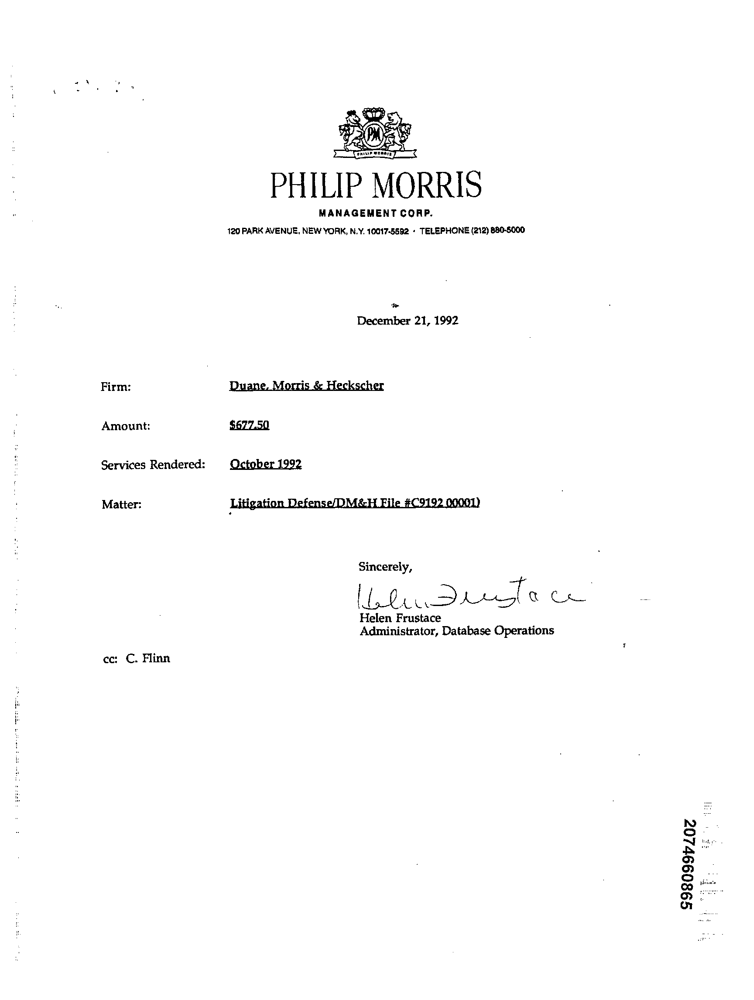 PM
PHILIP MORRIS
PHILIP MORRIS
MANAGEMENT CORP.
120 PARK AVENUE, NEW YORK, N.Y. 10017-5592 · TELEPHONE (212) 880-5000
December 21, 1992
Firm: Duane, Morris & Heckscher
Amount: $677.50
Services Rendered: October 1992
Matter: Litigation Defense/DM&H File #C9192 00001)
Sincerely,
Helen Frustace
Helen Frustace
Administrator, Database Operations
cc: C. Flinn
2074660865